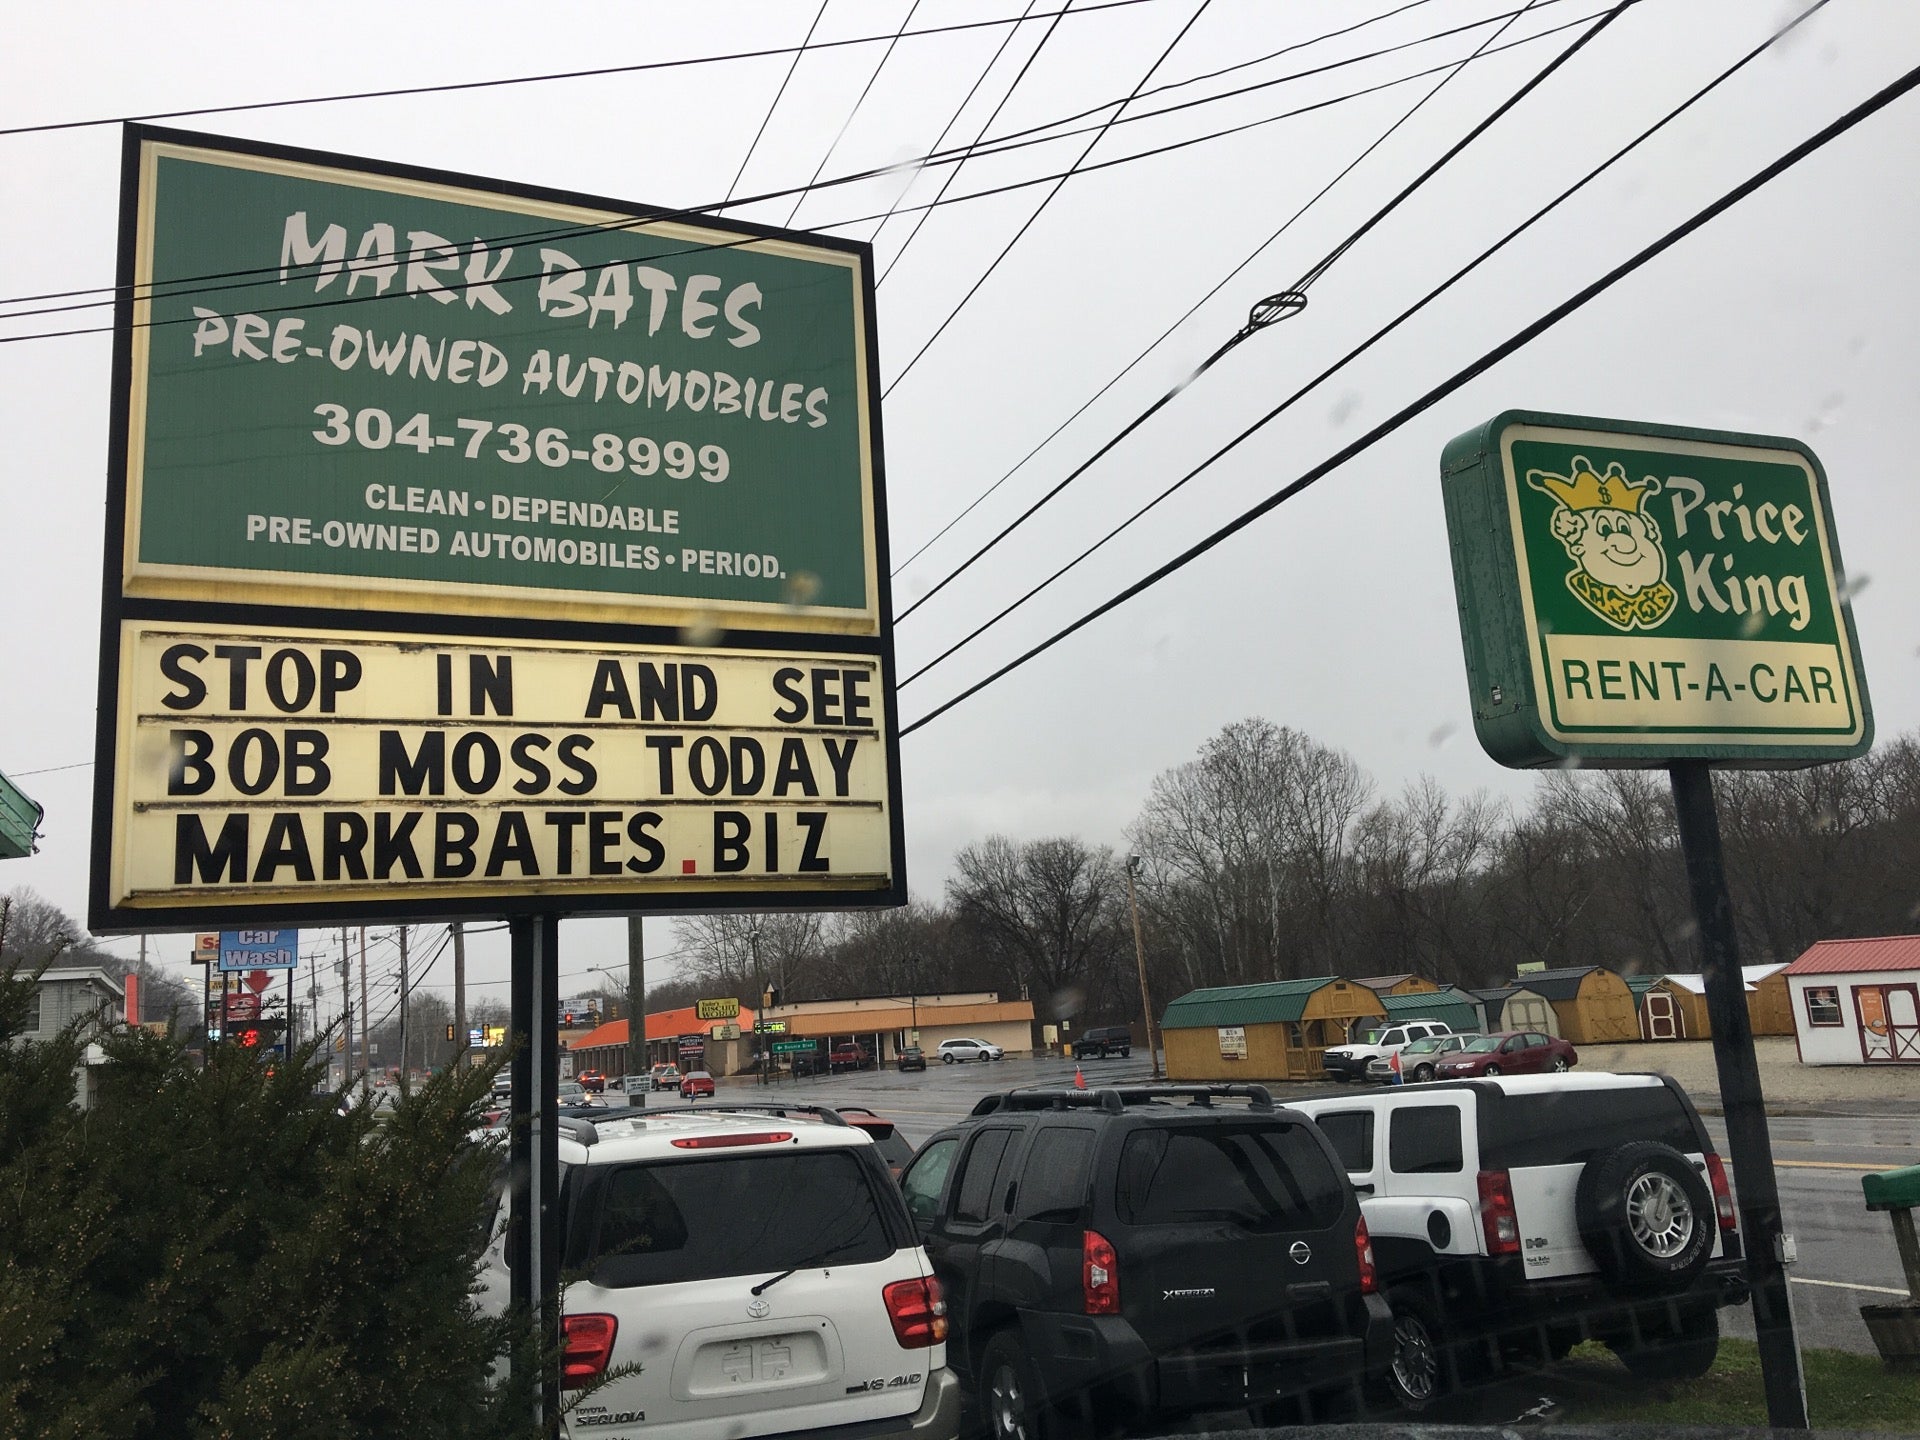 MARK BATES
PRE-OWNED AUTOMOBILES
304-736-8999
CLEAN • DEPENDABLE
PRE-OWNED AUTOMOBILES • PERIOD.
STOP IN AND SEE
BOB MOSS TODAY
MARKBATES.BIZ
Price
King
RENT-A-CAR
Car
Wash
TOYOTA
SEQUOIA
V8 4WD
XTERRA